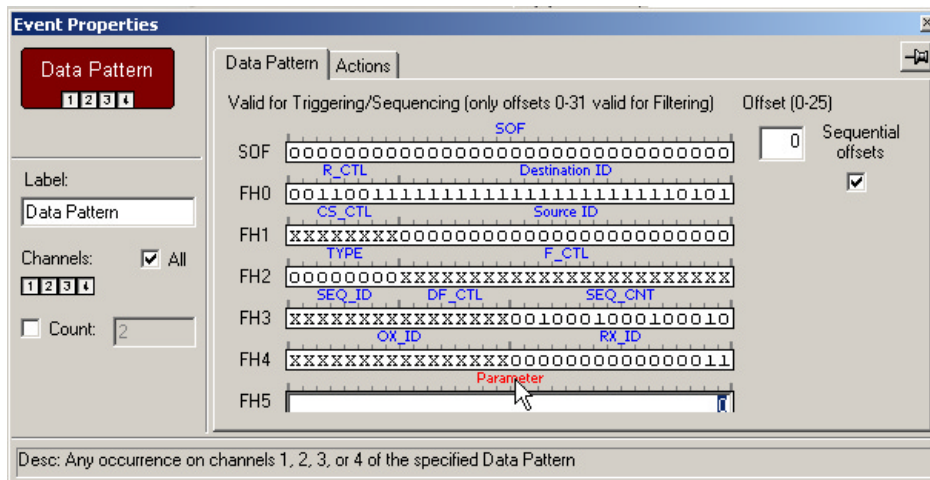 Event Properties
Data Pattern
1 2 3 4
Label:
Data Pattern
Channels:
All
1 2 3 4
Count:
2
Data Pattern
Actions
Valid for Triggering/Sequencing (only offsets 0-31 valid for Filtering)
Offset (0-25)
0
Sequential
offsets
SOF
SOF 00000000000000000000000000000000
R_CTL Destination ID
FH0 00110011111111111111111111110101
CS_CTL Source ID
FH1 XXXXXXXX000000000000000000000000
TYPE F_CTL
FH2 00000000XXXXXXXXXXXXXXXXXXXXXXXX
SEQ_ID DF_CTL SEQ_CNT
FH3 XXXXXXXXXXXXXXXX0010001000100010
OX_ID RX_ID
FH4 XXXXXXXXXXXXXXXX0000000000000011
Parameter
FH5 0
Desc: Any occurrence on channels 1, 2, 3, or 4 of the specified Data Pattern